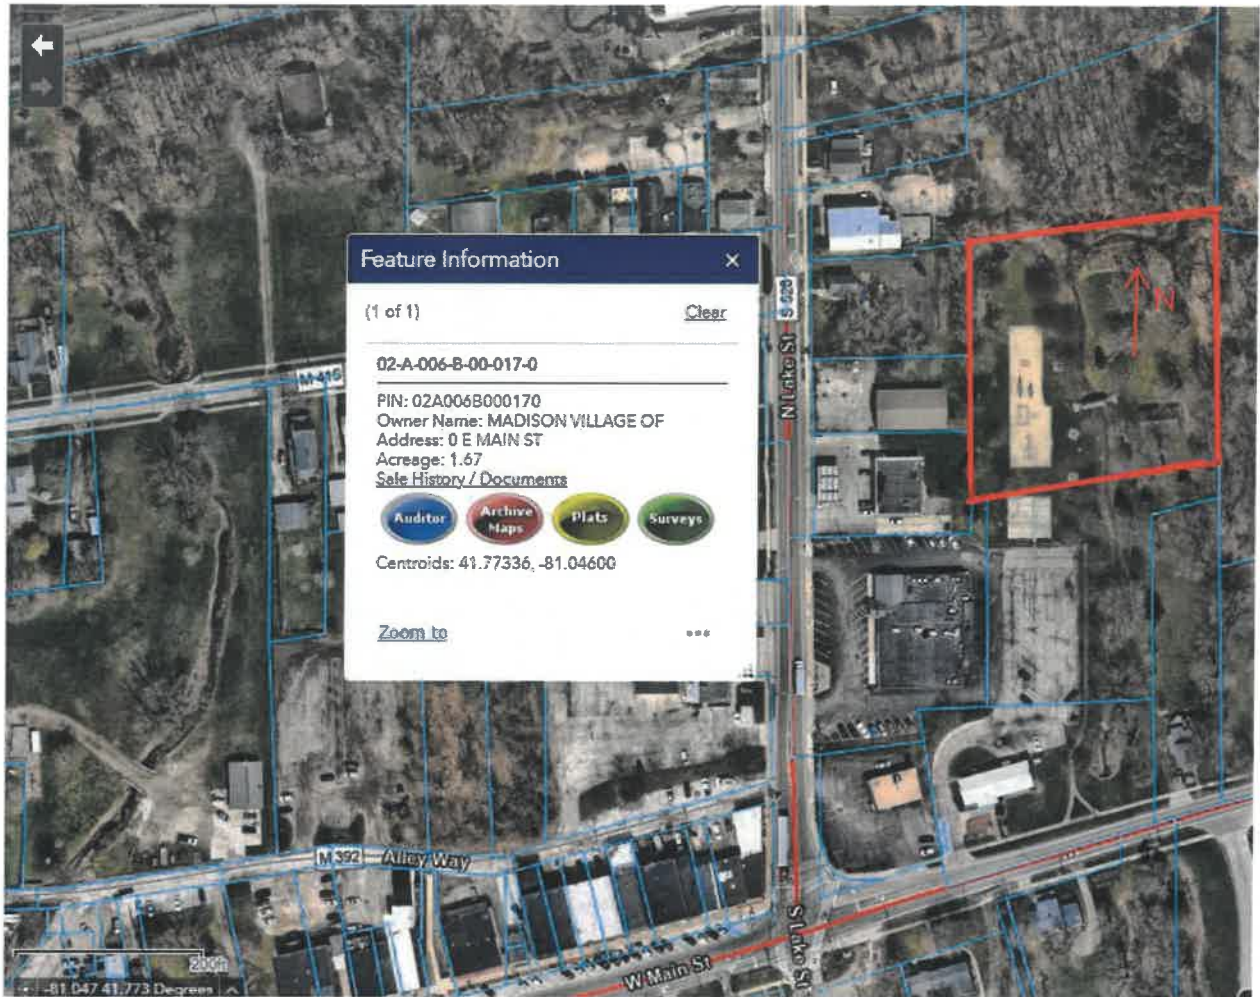 Feature Information
(1 of 1) Clear
02-A-006-B-00-017-0
PIN: 02A006B000170
Owner Name: MADISON VILLAGE OF
Address: 0 E MAIN ST
Acreage: 1.67
Sale History / Documents
Auditor
Archive
Maps
Plats
Surveys
Centroids: 41.77336, -81.04600
Zoom to
N
S 528
M 415
N Lake St
M 392 Alley Way
S Lake St
W Main St
200ft
-81.047 41.773 Degrees